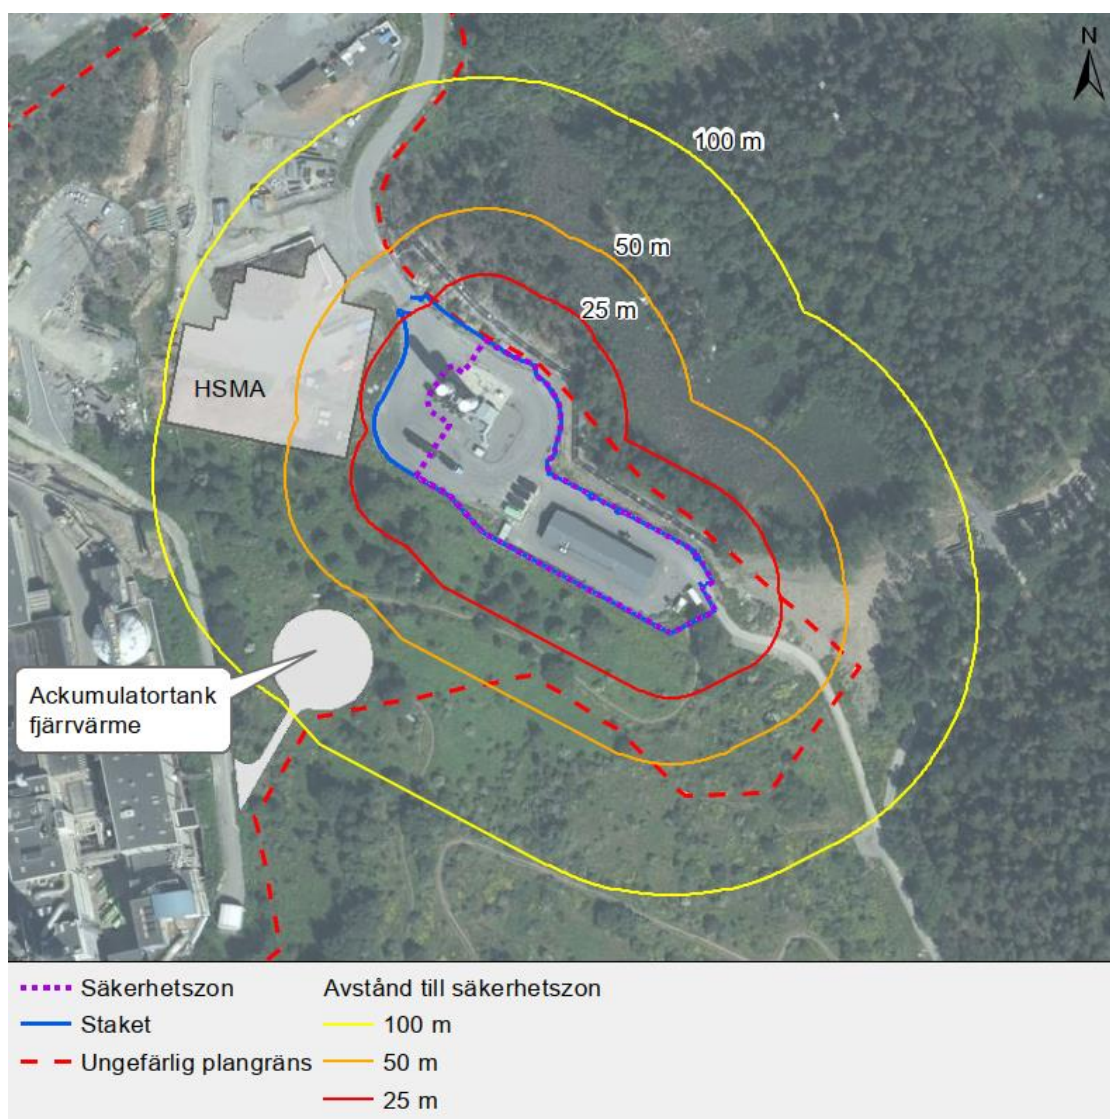 N
100 m
50 m
25 m
HSMA
Ackumulatortank
fjärrvärme
Säkerhetszon
Staket
Ungefärlig plangräns
Avstånd till säkerhetszon
100 m
50 m
25 m